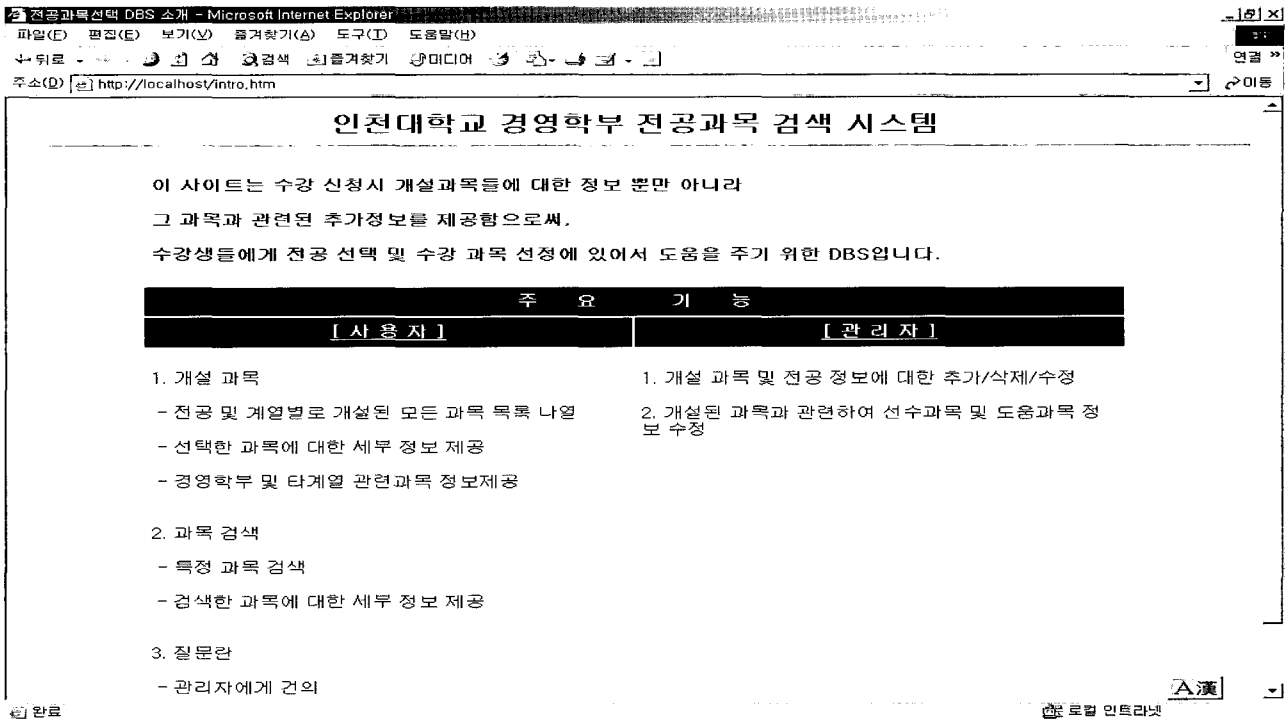 전공과목선택 DBS 소개 - Microsoft Internet Explorer
파일(F) 편집(E) 보기(V) 즐겨찾기(A) 도구(T) 도움말(H)
뒤로 검색 즐겨찾기 미디어 연결 »
주소(D) http://localhost/intro.htm 이동
인천대학교 경영학부 전공과목 검색 시스템
이 사이트는 수강 신청시 개설과목들에 대한 정보 뿐만 아니라
그 과목과 관련된 추가정보를 제공함으로써,
수강생들에게 전공 선택 및 수강 과목 선정에 있어서 도움을 주기 위한 DBS입니다.
주 요 기 능
[ 사 용 자 ] [ 관 리 자 ]
1. 개설 과목
- 전공 및 계열별로 개설된 모든 과목 목록 나열
- 선택한 과목에 대한 세부 정보 제공
- 경영학부 및 타계열 관련과목 정보제공
2. 과목 검색
- 특정 과목 검색
- 검색한 과목에 대한 세부 정보 제공
3. 질문란
- 관리자에게 건의
1. 개설 과목 및 전공 정보에 대한 추가/삭제/수정
2. 개설된 과목과 관련하여 선수과목 및 도움과목 정
보 수정
A漢
완료 로컬 인트라넷